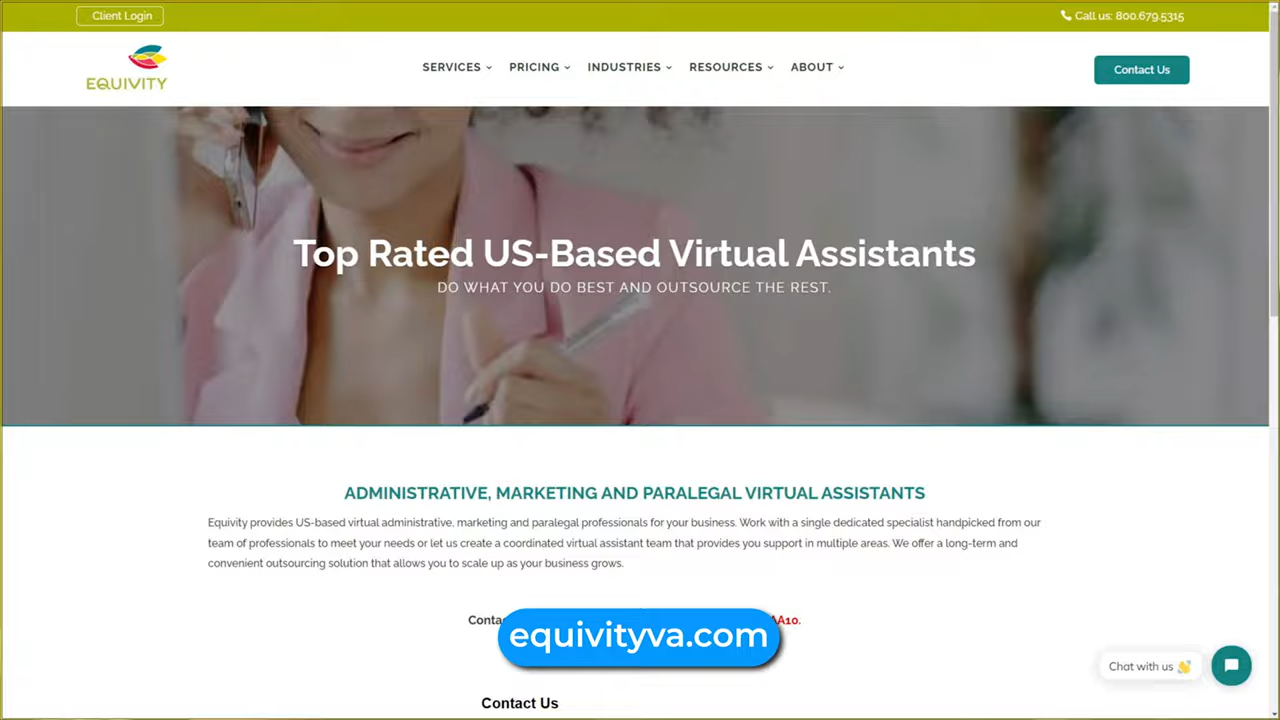 Client Login
Call us: 800.679.5315
EQUIVITY
SERVICES
PRICING
INDUSTRIES
RESOURCES
ABOUT
Contact Us
Top Rated US-Based Virtual Assistants
DO WHAT YOU DO BEST AND OUTSOURCE THE REST.
ADMINISTRATIVE, MARKETING AND PARALEGAL VIRTUAL ASSISTANTS
Equivity provides US-based virtual administrative, marketing and paralegal professionals for your business. Work with a single dedicated specialist handpicked from our
team of professionals to meet your needs or let us create a coordinated virtual assistant team that provides you support in multiple areas. We offer a long-term and
convenient outsourcing solution that allows you to scale up as your business grows.
equivityva.com
Chat with us 👋
Contact Us